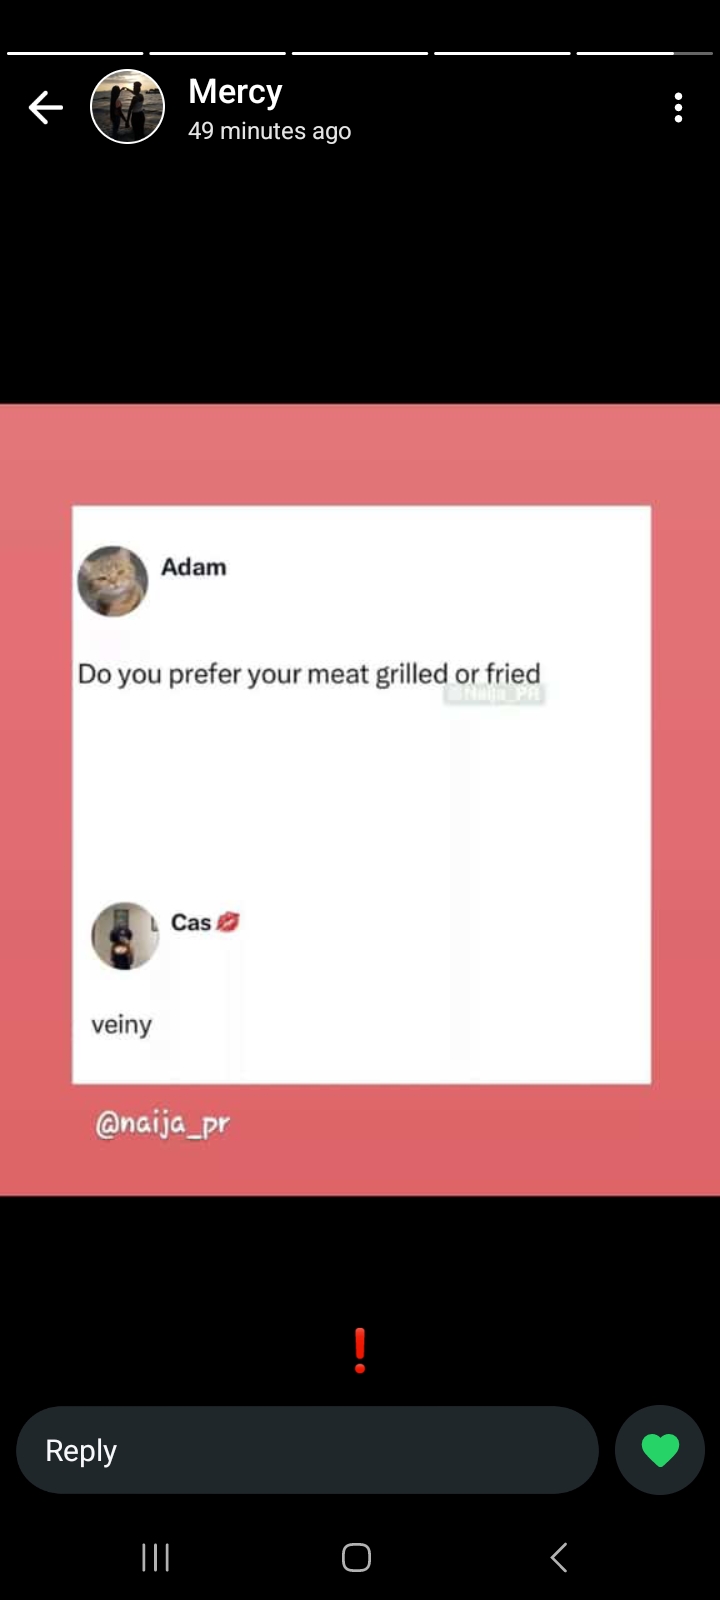 Mercy
49 minutes ago
Adam
Do you prefer your meat grilled or fried
@Naija_PR
Cas💋
veiny
@naija_pr
❗
Reply